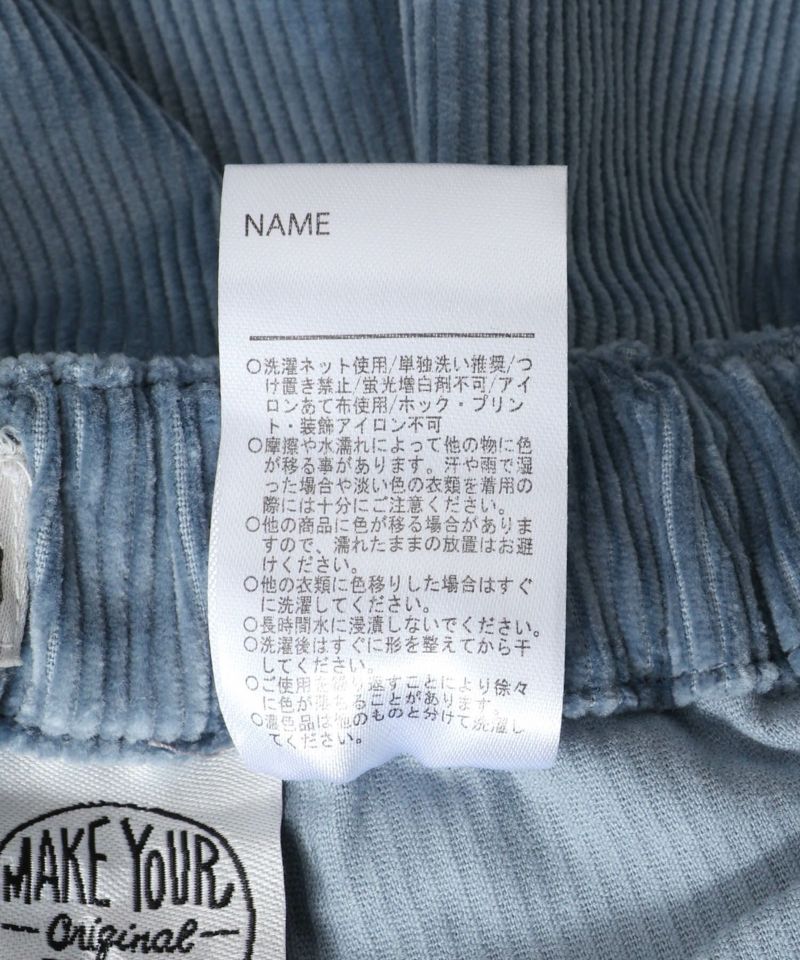 NAME
○洗濯ネット使用/単独洗い推奨/つ
け置き禁止/蛍光増白剤不可/アイ
ロンあて布使用/ホック・プリン
ト・装飾アイロン不可
○摩擦や水濡れによって他の物に色
が移る事があります。汗や雨で湿
った場合や淡い色の衣類を着用の
際には十分にご注意ください。
○他の商品に色が移る場合がありま
すので、濡れたままの放置はお避
けください。
○他の衣類に色移りした場合はすぐ
に洗濯してください。
○長時間水に浸漬しないでください。
○洗濯後はすぐに形を整えてから干
してください。
○ご使用を繰り返すことにより徐々
に色が落ちることがあります。
○濃色品は他のものと分けて洗濯し
てください。
MAKE YOUR
Original